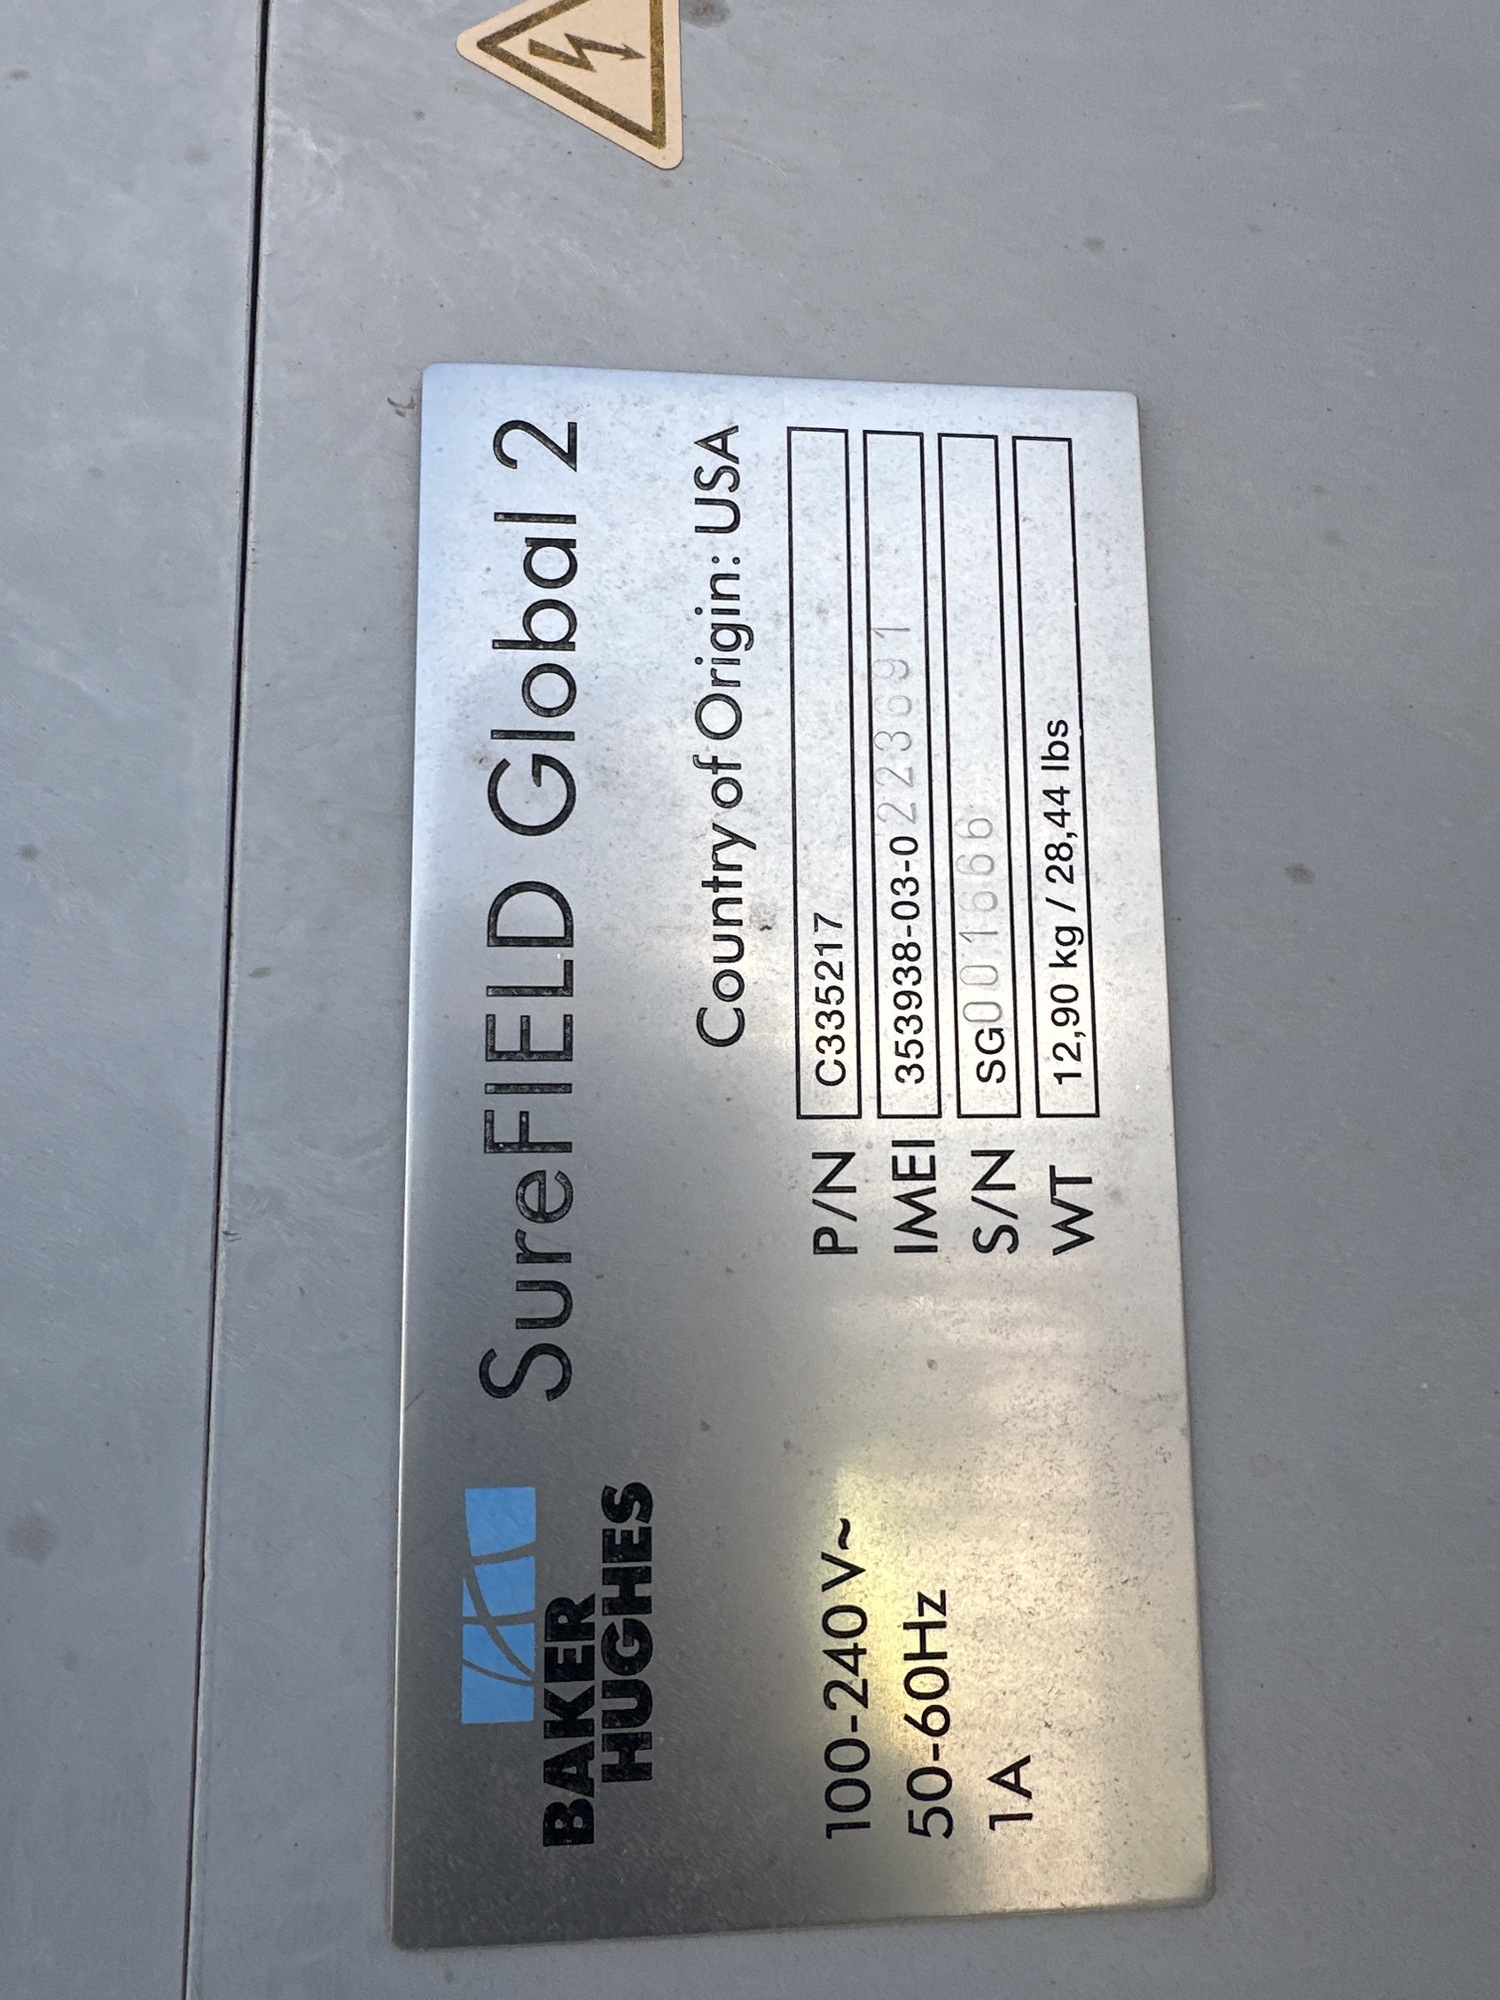 BAKER
HUGHES
SureFIELD Global 2
Country of Origin: USA
100-240 V~
50-60Hz
1A
P/N C335217
IMEI 353938-03-0223691
S/N SG001666
WT 12,90 kg / 28,44 lbs